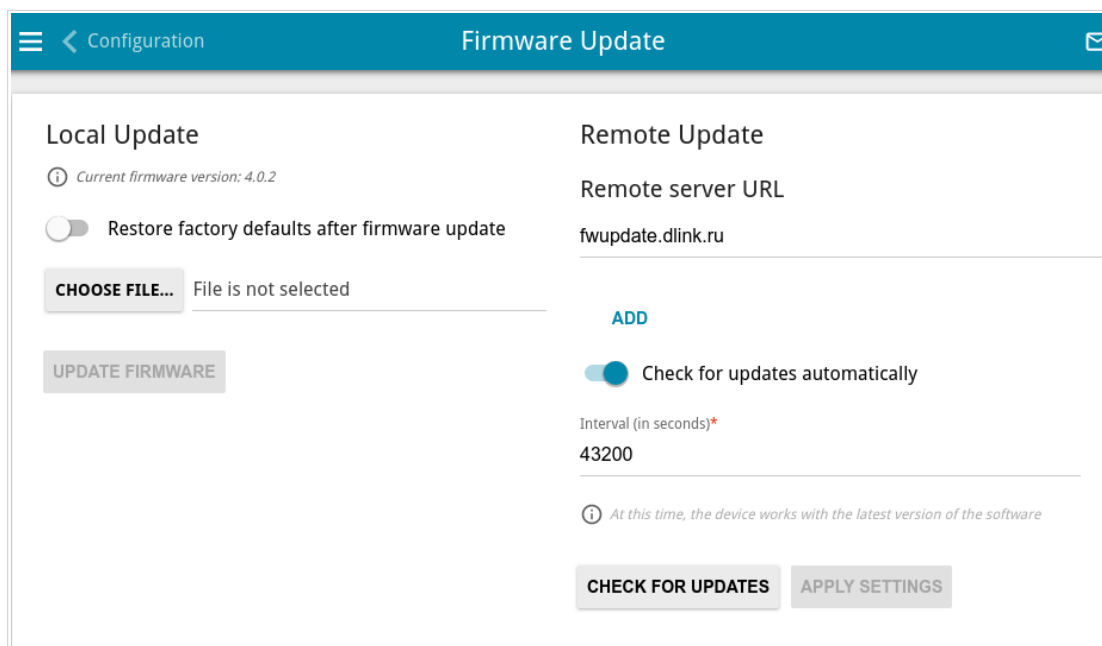 Configuration
Firmware Update
Local Update
Current firmware version: 4.0.2
Restore factory defaults after firmware update
CHOOSE FILE...
File is not selected
UPDATE FIRMWARE
Remote Update
Remote server URL
fwupdate.dlink.ru
ADD
Check for updates automatically
Interval (in seconds)*
43200
At this time, the device works with the latest version of the software
CHECK FOR UPDATES
APPLY SETTINGS